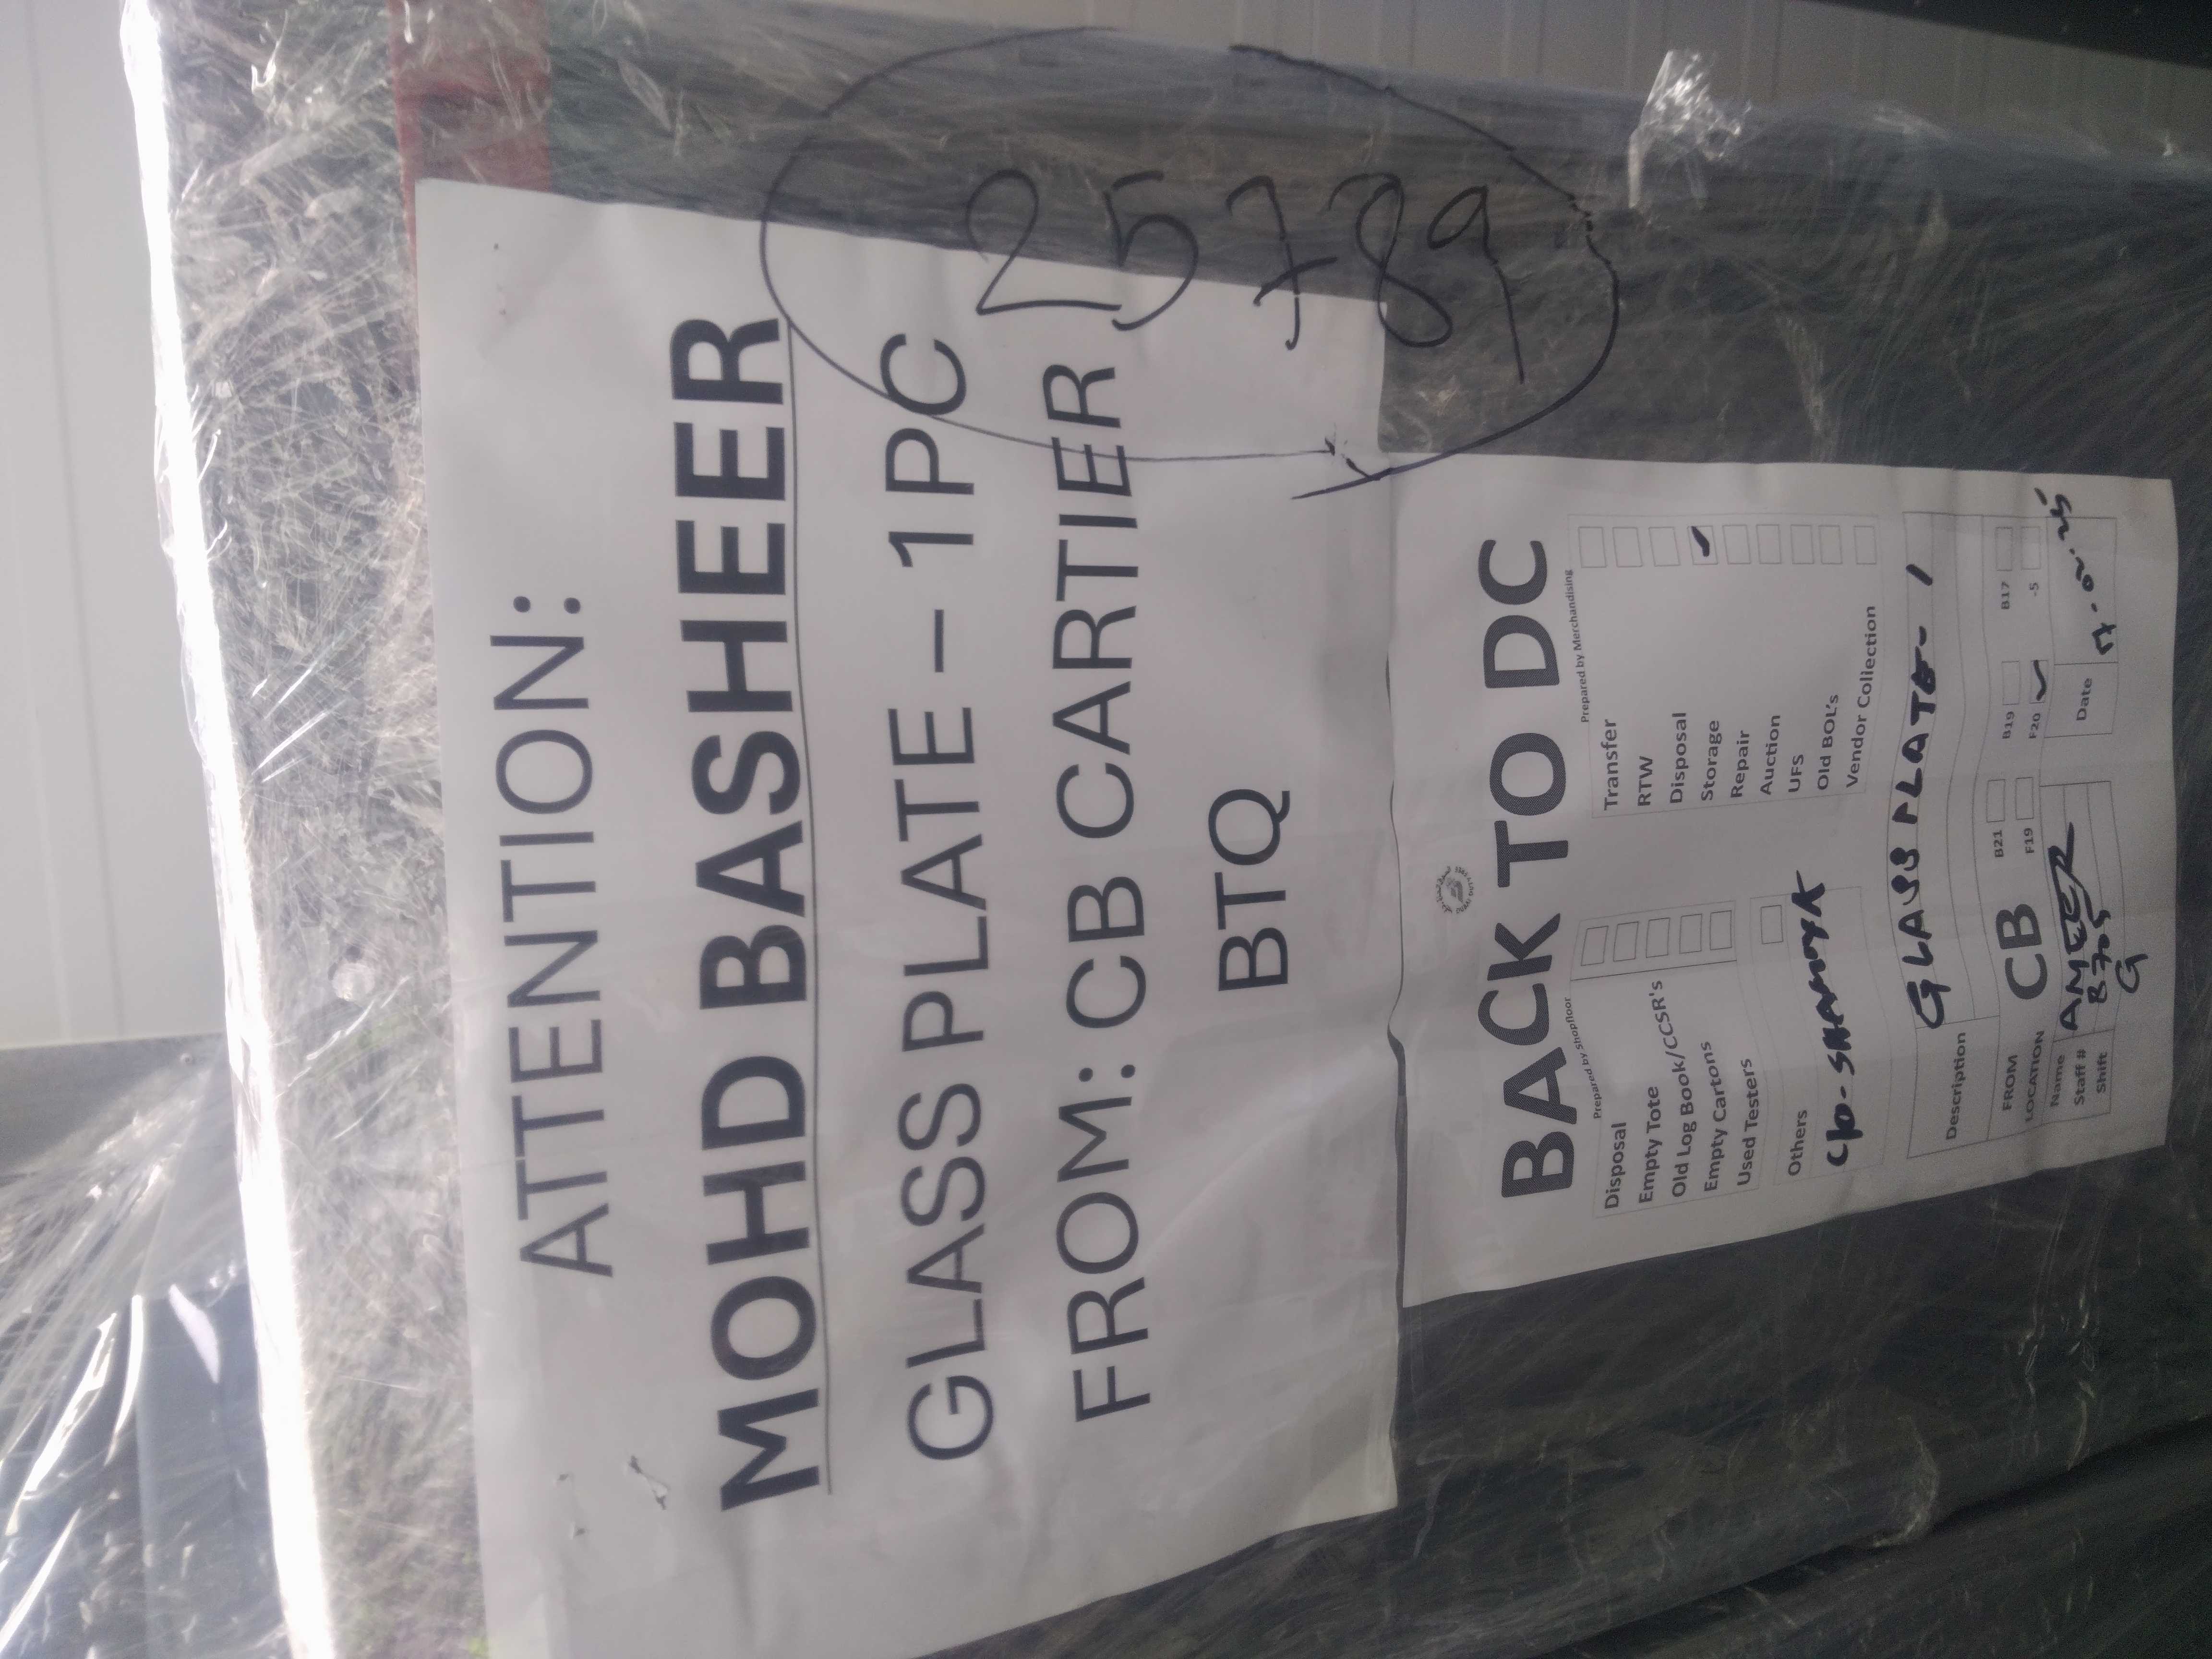 ATTENTION:
MOHD BASHEER
GLASS PLATE – 1PC
FROM: CB CARTIER
BTQ
25789
BACK TO DC
Prepared by Shopfloor
Disposal
Empty Tote
Old Log Book/CCSR's
Empty Cartons
Used Testers
Others
C/O -
Prepared by Merchandising
Transfer
RTW
Disposal
Storage
Repair
Auction
UFS
Old BOL's
Vendor Collection
Description GLASS PLATE - 1
FROM LOCATION CB
B21 B19 B17
F19 F20 -5
Name AMEER
Staff # B705
Shift G
Date